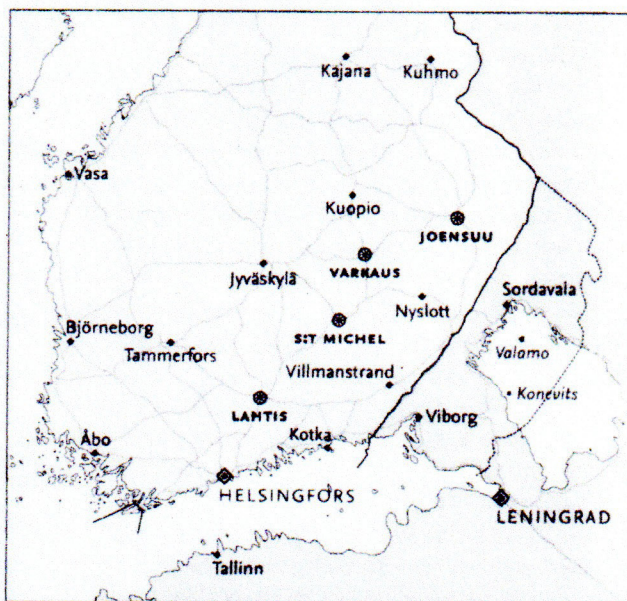 Kajana
Kuhmo
Vasa
Kuopio
JOENSUU
VARKAUS
Jyväskylä
Nyslott
Sordavala
S:T MICHEL
Björneborg
Tammerfors
Valamo
Villmanstrand
Konevits
LAHTIS
Viborg
Kotka
Åbo
HELSINGFORS
LENINGRAD
Tallinn